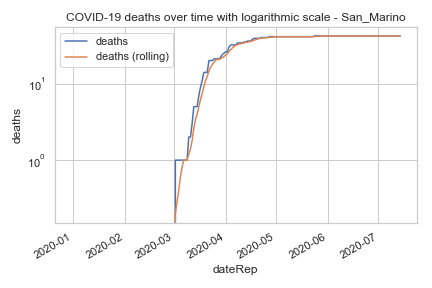 COVID-19 deaths over time with logarithmic scale - San_Marino
deaths
deaths (rolling)
10¹
10⁰
deaths
2020-01
2020-02
2020-03
2020-04
2020-05
2020-06
2020-07
dateRep